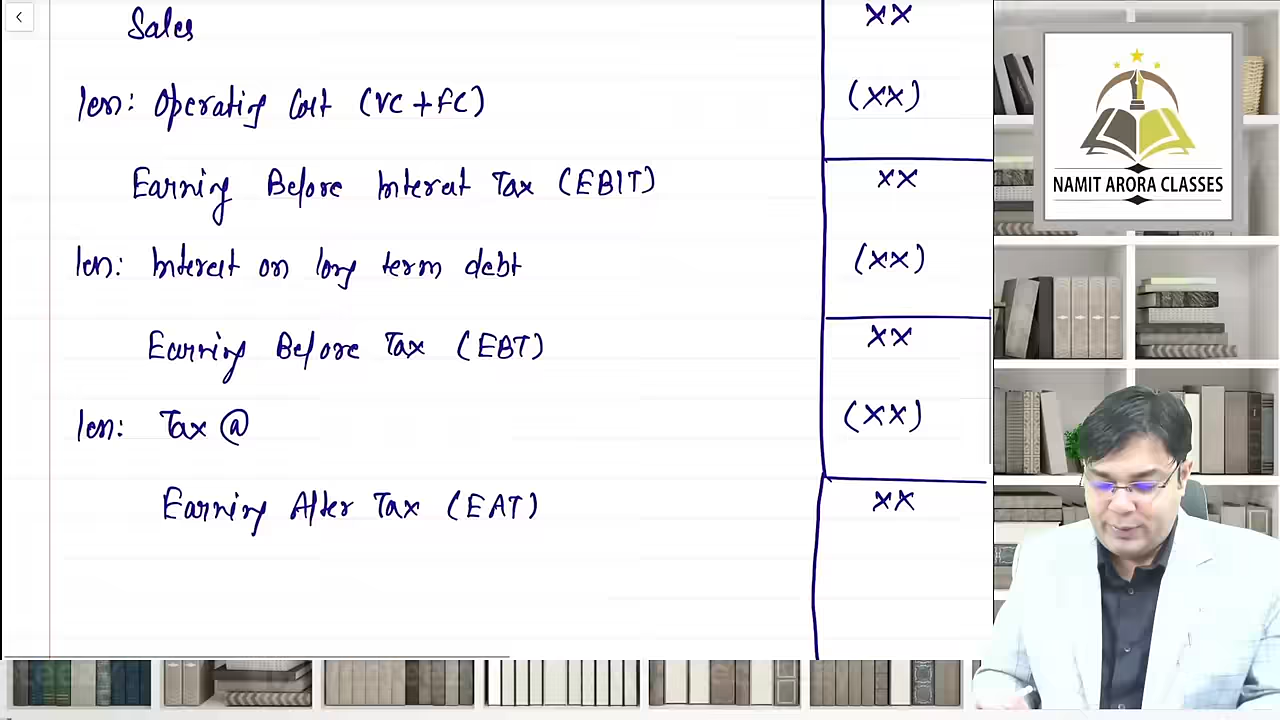 Sales XX
Less: Operating Cost (VC+FC) (XX)
Earning Before Interest Tax (EBIT) XX
Less: Interest on long term debt (XX)
Earning Before Tax (EBT) XX
Less: Tax @ (XX)
Earning After Tax (EAT) XX
NAMIT ARORA CLASSES